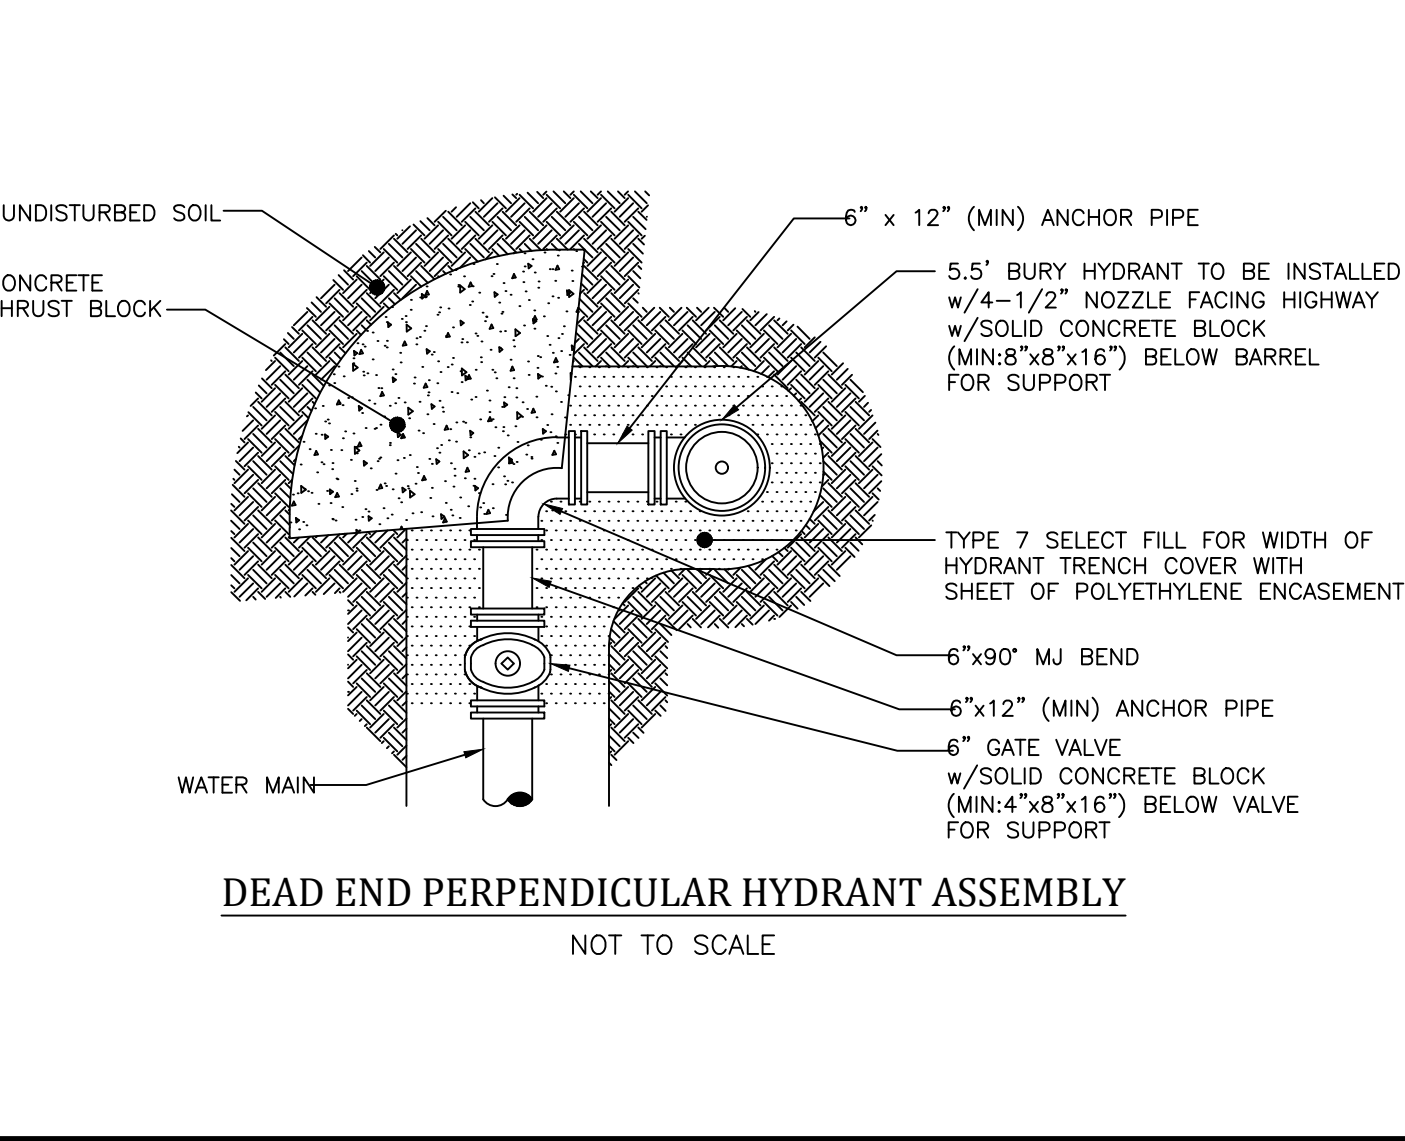 UNDISTURBED SOIL
ONCRETE
HRUST BLOCK
6" x 12" (MIN) ANCHOR PIPE
5.5' BURY HYDRANT TO BE INSTALLED
w/4-1/2" NOZZLE FACING HIGHWAY
w/SOLID CONCRETE BLOCK
(MIN:8"x8"x16") BELOW BARREL
FOR SUPPORT
TYPE 7 SELECT FILL FOR WIDTH OF
HYDRANT TRENCH COVER WITH
SHEET OF POLYETHYLENE ENCASEMENT
6"x90° MJ BEND
6"x12" (MIN) ANCHOR PIPE
6" GATE VALVE
w/SOLID CONCRETE BLOCK
(MIN:4"x8"x16") BELOW VALVE
FOR SUPPORT
WATER MAIN
DEAD END PERPENDICULAR HYDRANT ASSEMBLY
NOT TO SCALE